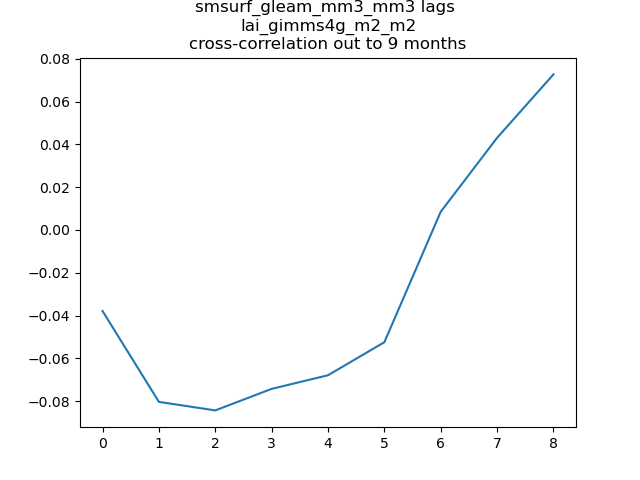 smsurf_gleam_mm3_mm3 lags
lai_gimms4g_m2_m2
cross-correlation out to 9 months
0.08
0.06
0.04
0.02
0.00
−0.02
−0.04
−0.06
−0.08
0 1 2 3 4 5 6 7 8